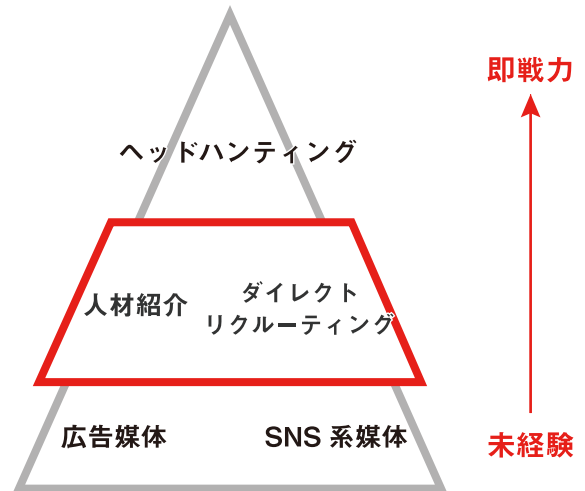 即戦力
ヘッドハンティング
人材紹介
ダイレクト
リクルーティング
広告媒体
SNS 系媒体
未経験